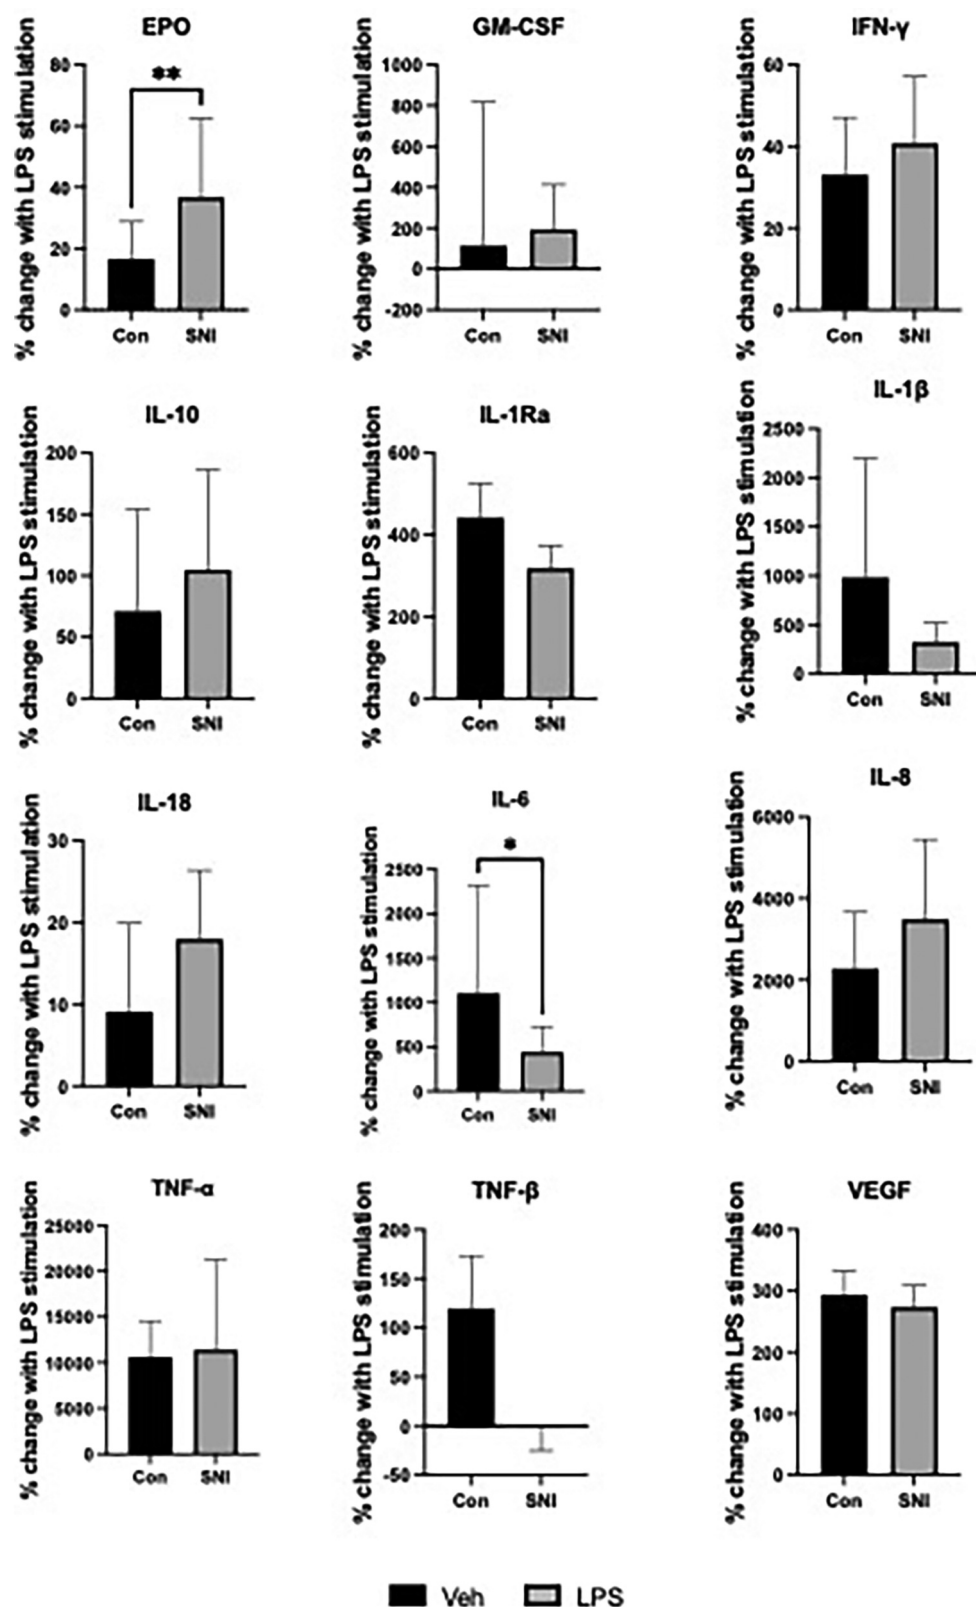 EPO
% change with LPS stimulation
80
60
40
20
0
**
Con SNI
GM-CSF
% change with LPS stimulation
1000
800
600
400
200
0
-200
Con SNI
IFN-γ
% change with LPS stimulation
60
40
20
0
Con SNI
IL-10
% change with LPS stimulation
200
150
100
50
0
Con SNI
IL-1Ra
% change with LPS stimulation
600
400
200
0
Con SNI
IL-1β
% change with LPS stimulation
2500
2000
1500
1000
500
0
Con SNI
IL-18
% change with LPS stimulation
30
20
10
0
Con SNI
IL-6
% change with LPS stimulation
2500
2000
1500
1000
500
0
*
Con SNI
IL-8
% change with LPS stimulation
6000
4000
2000
0
Con SNI
TNF-α
% change with LPS stimulation
25000
20000
15000
10000
5000
0
Con SNI
TNF-β
% change with LPS stimulation
200
150
100
50
0
-50
Con SNI
VEGF
% change with LPS stimulation
400
300
200
100
0
Con SNI
Veh LPS